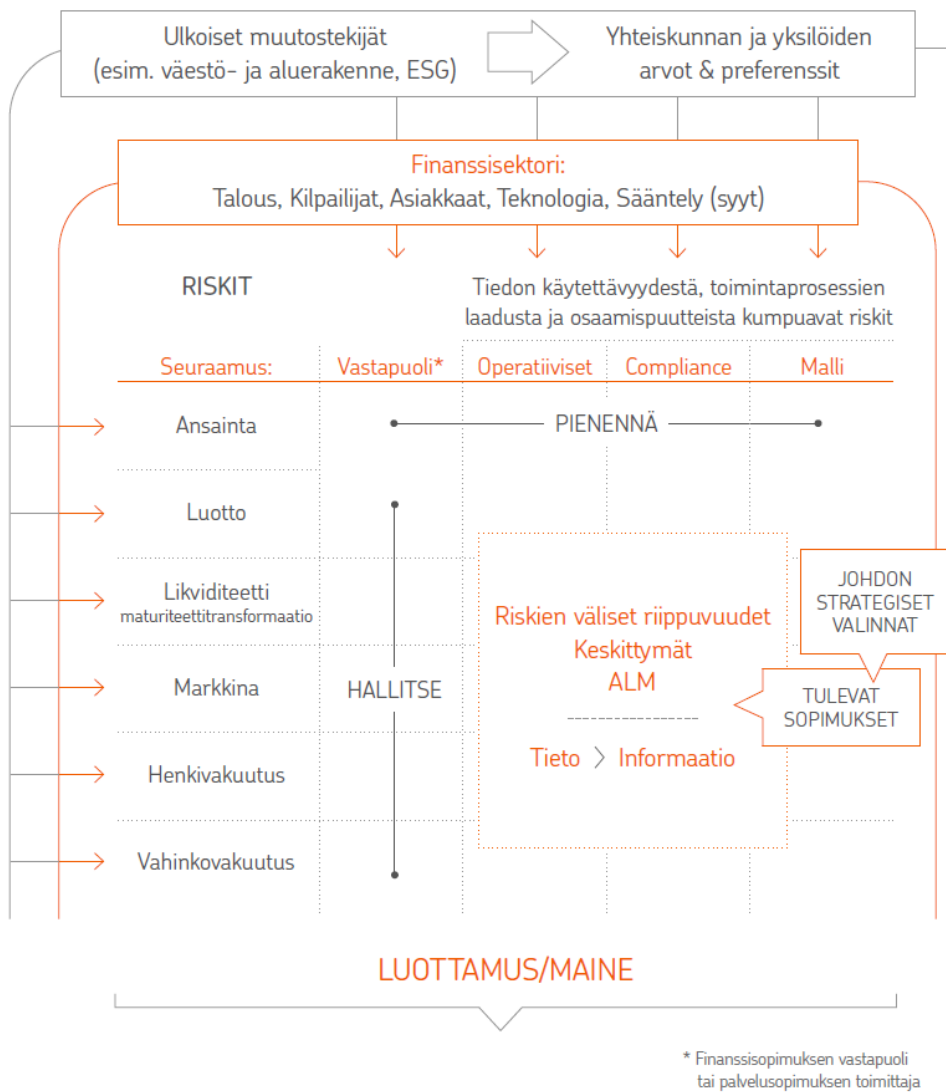 Ulkoiset muutostekijät
(esim. väestö- ja aluerakenne, ESG)
Yhteiskunnan ja yksilöiden
arvot & preferenssit
Finanssisektori:
Talous, Kilpailijat, Asiakkaat, Teknologia, Sääntely (syyt)
RISKIT
Tiedon käytettävyydestä, toimintaprosessien
laadusta ja osaamispuutteista kumpuavat riskit
Seuraamus:
Vastapuoli*
Operatiiviset
Compliance
Malli
Ansainta
PIENENNÄ
Luotto
Likviditeetti
maturiteettitransformaatio
Markkina
HALLITSE
Henkivakuutus
Vahinkovakuutus
Riskien väliset riippuvuudet
Keskittymät
ALM
Tieto > Informaatio
JOHDON
STRATEGISET
VALINNAT
TULEVAT
SOPIMUKSET
LUOTTAMUS/MAINE
* Finanssisopimuksen vastapuoli
tai palvelusopimuksen toimittaja